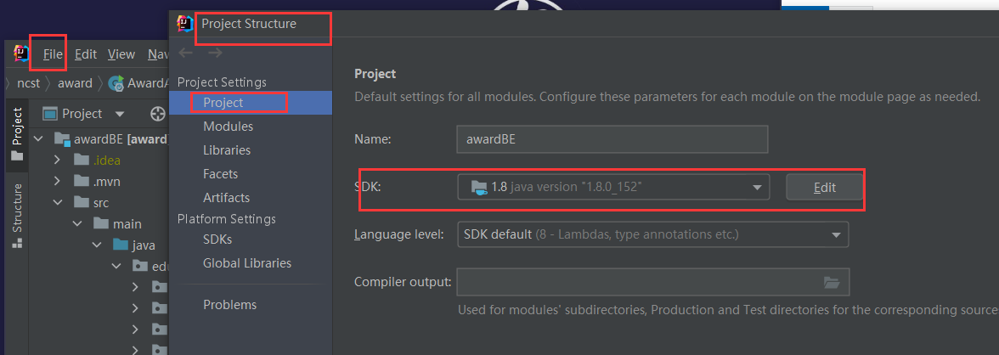 Project Structure
File Edit View Nav
ncst award AwardA
Project
Project
awardBE [award]
.idea
.mvn
src
main
java
edu
Structure
Project Settings
Project
Modules
Libraries
Facets
Artifacts
Platform Settings
SDKs
Global Libraries
Problems
Project
Default settings for all modules. Configure these parameters for each module on the module page as needed.
Name: awardBE
SDK: 1.8 java version "1.8.0_152" Edit
Language level: SDK default (8 - Lambdas, type annotations etc.)
Compiler output:
Used for modules' subdirectories, Production and Test directories for the corresponding source